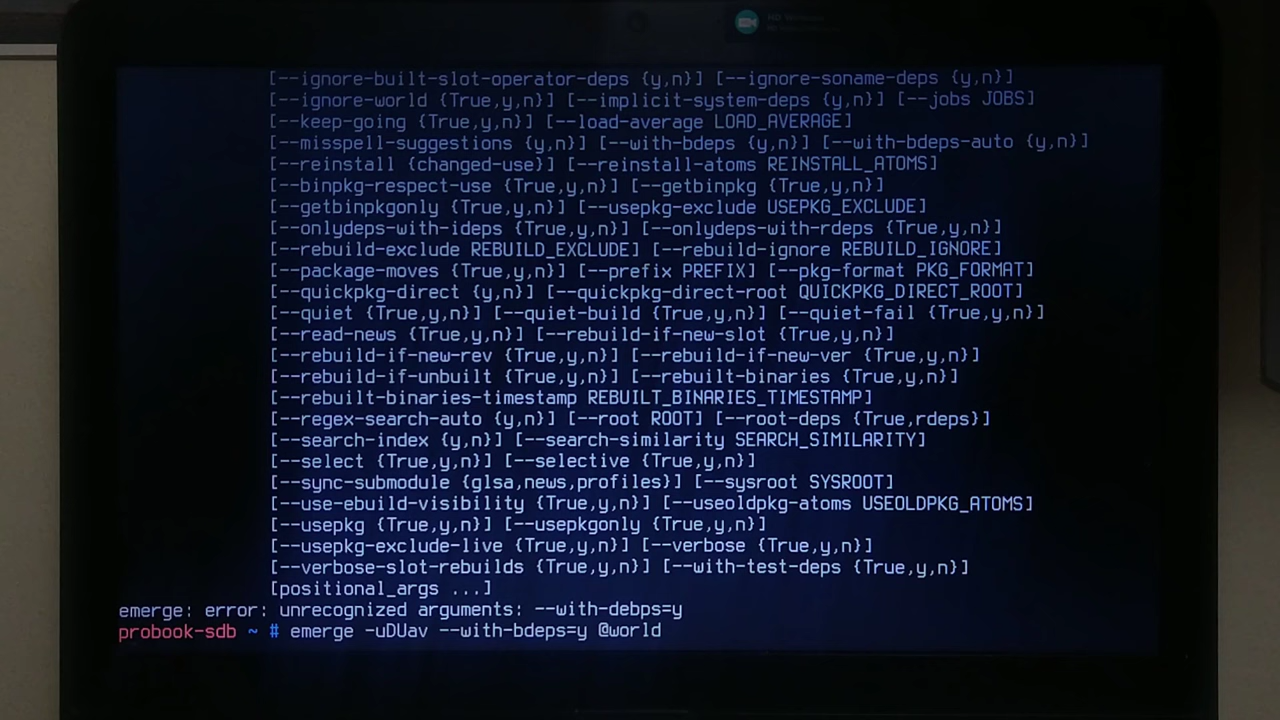 [--ignore-built-slot-operator-deps {y,n}] [--ignore-soname-deps {y,n}]
[--ignore-world {True,y,n}] [--implicit-system-deps {y,n}] [--jobs JOBS]
[--keep-going {True,y,n}] [--load-average LOAD_AVERAGE]
[--misspell-suggestions {y,n}] [--with-bdeps {y,n}] [--with-bdeps-auto {y,n}]
[--reinstall {changed-use}] [--reinstall-atoms REINSTALL_ATOMS]
[--binpkg-respect-use {True,y,n}] [--getbinpkg {True,y,n}]
[--getbinpkgonly {True,y,n}] [--usepkg-exclude USEPKG_EXCLUDE]
[--onlydeps-with-ideps {True,y,n}] [--onlydeps-with-rdeps {True,y,n}]
[--rebuild-exclude REBUILD_EXCLUDE] [--rebuild-ignore REBUILD_IGNORE]
[--package-moves {True,y,n}] [--prefix PREFIX] [--pkg-format PKG_FORMAT]
[--quickpkg-direct {y,n}] [--quickpkg-direct-root QUICKPKG_DIRECT_ROOT]
[--quiet {True,y,n}] [--quiet-build {True,y,n}] [--quiet-fail {True,y,n}]
[--read-news {True,y,n}] [--rebuild-if-new-slot {True,y,n}]
[--rebuild-if-new-rev {True,y,n}] [--rebuild-if-new-ver {True,y,n}]
[--rebuild-if-unbuilt {True,y,n}] [--rebuilt-binaries {True,y,n}]
[--rebuilt-binaries-timestamp REBUILT_BINARIES_TIMESTAMP]
[--regex-search-auto {y,n}] [--root ROOT] [--root-deps {True,rdeps}]
[--search-index {y,n}] [--search-similarity SEARCH_SIMILARITY]
[--select {True,y,n}] [--selective {True,y,n}]
[--sync-submodule {glsa,news,profiles}] [--sysroot SYSROOT]
[--use-ebuild-visibility {True,y,n}] [--useoldpkg-atoms USEOLDPKG_ATOMS]
[--usepkg {True,y,n}] [--usepkgonly {True,y,n}]
[--usepkg-exclude-live {True,y,n}] [--verbose {True,y,n}]
[--verbose-slot-rebuilds {True,y,n}] [--with-test-deps {True,y,n}]
[positional_args ...]
emerge: error: unrecognized arguments: --with-debps=y
probook-sdb ~ # emerge -uDUav --with-bdeps=y @world